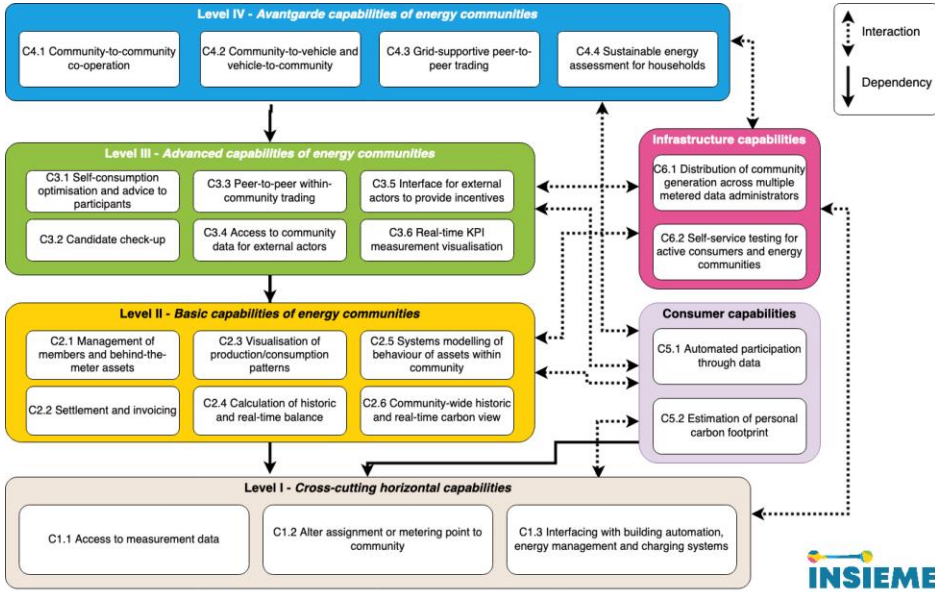 Level IV - Avantgarde capabilities of energy communities
C4.1 Community-to-community
co-operation
C4.2 Community-to-vehicle and
vehicle-to-community
C4.3 Grid-supportive peer-to-
peer trading
C4.4 Sustainable energy
assessment for households
Interaction
Dependency
Level III - Advanced capabilities of energy communities
C3.1 Self-consumption
optimisation and advice to
participants
C3.3 Peer-to-peer within-
community trading
C3.5 Interface for external
actors to provide incentives
C3.2 Candidate check-up
C3.4 Access to community
data for external actors
C3.6 Real-time KPI
measurement visualisation
Infrastructure capabilities
C6.1 Distribution of community
generation across multiple
metered data administrators
C6.2 Self-service testing for
active consumers and energy
communities
Level II - Basic capabilities of energy communities
C2.1 Management of
members and behind-the-
meter assets
C2.3 Visualisation of
production/consumption
patterns
C2.5 Systems modelling of
behaviour of assets within
community
C2.2 Settlement and invoicing
C2.4 Calculation of historic
and real-time balance
C2.6 Community-wide historic
and real-time carbon view
Consumer capabilities
C5.1 Automated participation
through data
C5.2 Estimation of personal
carbon footprint
Level I - Cross-cutting horizontal capabilities
C1.1 Access to measurement data
C1.2 Alter assignment or metering point to
community
C1.3 Interfacing with building automation,
energy management and charging systems
INSIEME